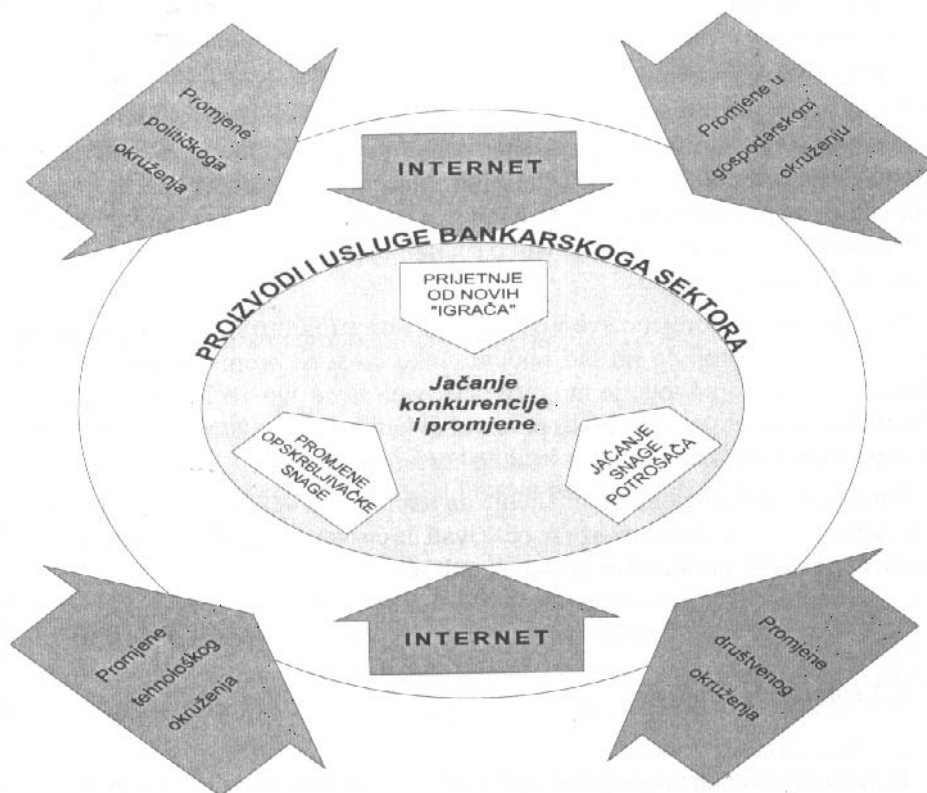 Promjene
političkoga
okruženja
Promjene u
gospodarskom
okruženju
INTERNET
PROIZVODI I USLUGE BANKARSKOGA SEKTORA
PRIJETNJE
OD NOVIH
"IGRAČA"
Jačanje
konkurencije
i promjene
PROMJENE
OPSKRBLJIVAČKE
SNAGE
JAČANJE
SNAGE
POTROŠAČA
INTERNET
Promjene
tehnološkog
okruženja
Promjene
društvenog
okruženja